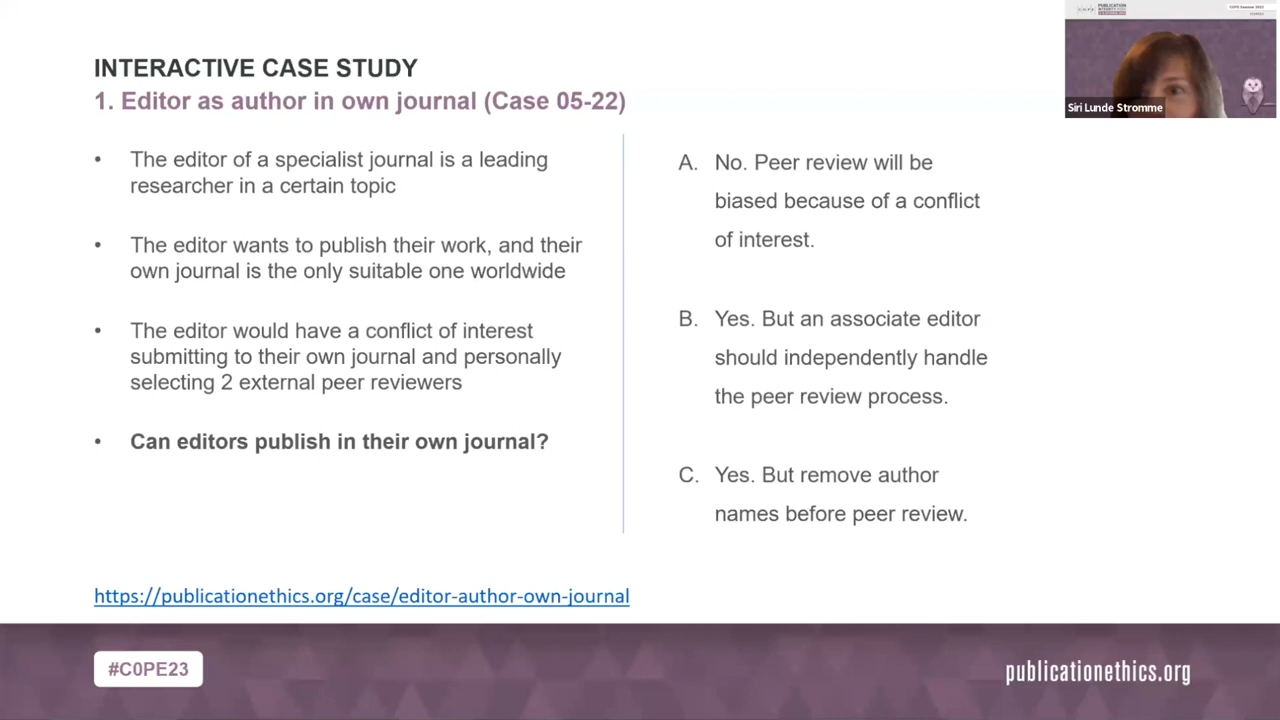 INTERACTIVE CASE STUDY
1. Editor as author in own journal (Case 05-22)
• The editor of a specialist journal is a leading
researcher in a certain topic
• The editor wants to publish their work, and their
own journal is the only suitable one worldwide
• The editor would have a conflict of interest
submitting to their own journal and personally
selecting 2 external peer reviewers
• Can editors publish in their own journal?
A. No. Peer review will be
biased because of a conflict
of interest.
B. Yes. But an associate editor
should independently handle
the peer review process.
C. Yes. But remove author
names before peer review.
https://publicationethics.org/case/editor-author-own-journal
#C0PE23
publicationethics.org
C O P E
PUBLICATION
INTEGRITY WEEK
Siri Lunde Stromme